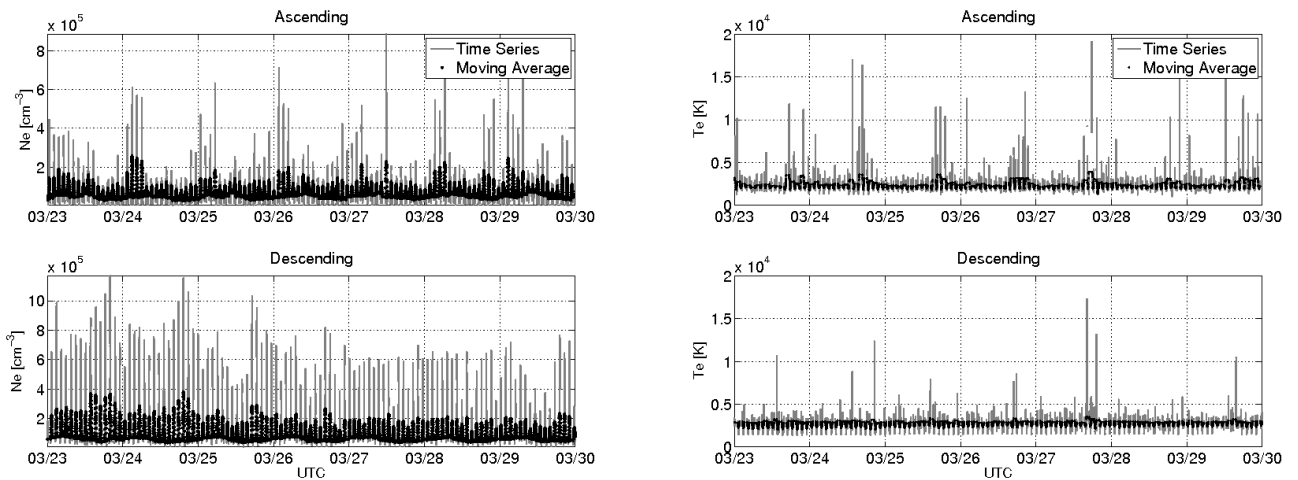 Ascending
x 10^5
Ne [cm^-3]
8
6
4
2
Time Series
Moving Average
03/23 03/24 03/25 03/26 03/27 03/28 03/29 03/30
Ascending
x 10^4
Te [K]
2
1.5
1
0.5
0
Time Series
Moving Average
03/23 03/24 03/25 03/26 03/27 03/28 03/29 03/30
Descending
x 10^5
Ne [cm^-3]
10
8
6
4
2
03/23 03/24 03/25 03/26 03/27 03/28 03/29 03/30
UTC
Descending
x 10^4
Te [K]
2
1.5
1
0.5
0
03/23 03/24 03/25 03/26 03/27 03/28 03/29 03/30
UTC